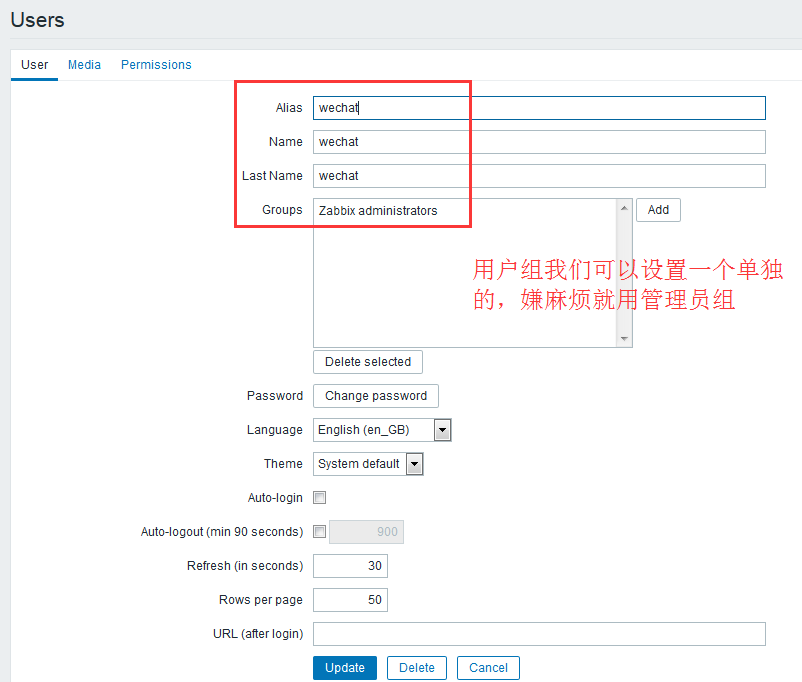 Users
User Media Permissions
Alias wechat
Name wechat
Last Name wechat
Groups Zabbix administrators Add
用户组我们可以设置一个单独
的，嫌麻烦就用管理员组
Delete selected
Password Change password
Language English (en_GB)
Theme System default
Auto-login
Auto-logout (min 90 seconds) 900
Refresh (in seconds) 30
Rows per page 50
URL (after login)
Update Delete Cancel